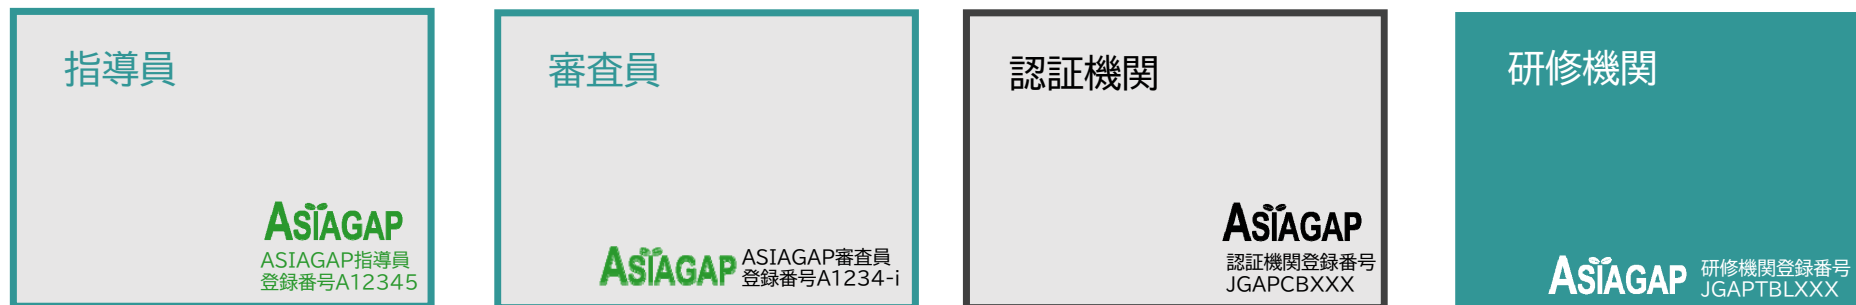 指導員
ASIAGAP
ASIAGAP指導員
登録番号A12345
審査員
ASIAGAP
ASIAGAP審査員
登録番号A1234-i
認証機関
ASIAGAP
認証機関登録番号
JGAPCBXXX
研修機関
ASIAGAP
研修機関登録番号
JGAPTBLXXX